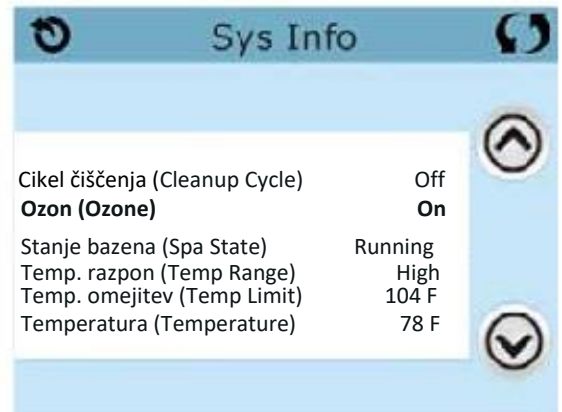 Sys Info
Cikel čiščenja (Cleanup Cycle) Off
Ozon (Ozone) On
Stanje bazena (Spa State) Running
Temp. razpon (Temp Range) High
Temp. omejitev (Temp Limit) 104 F
Temperatura (Temperature) 78 F